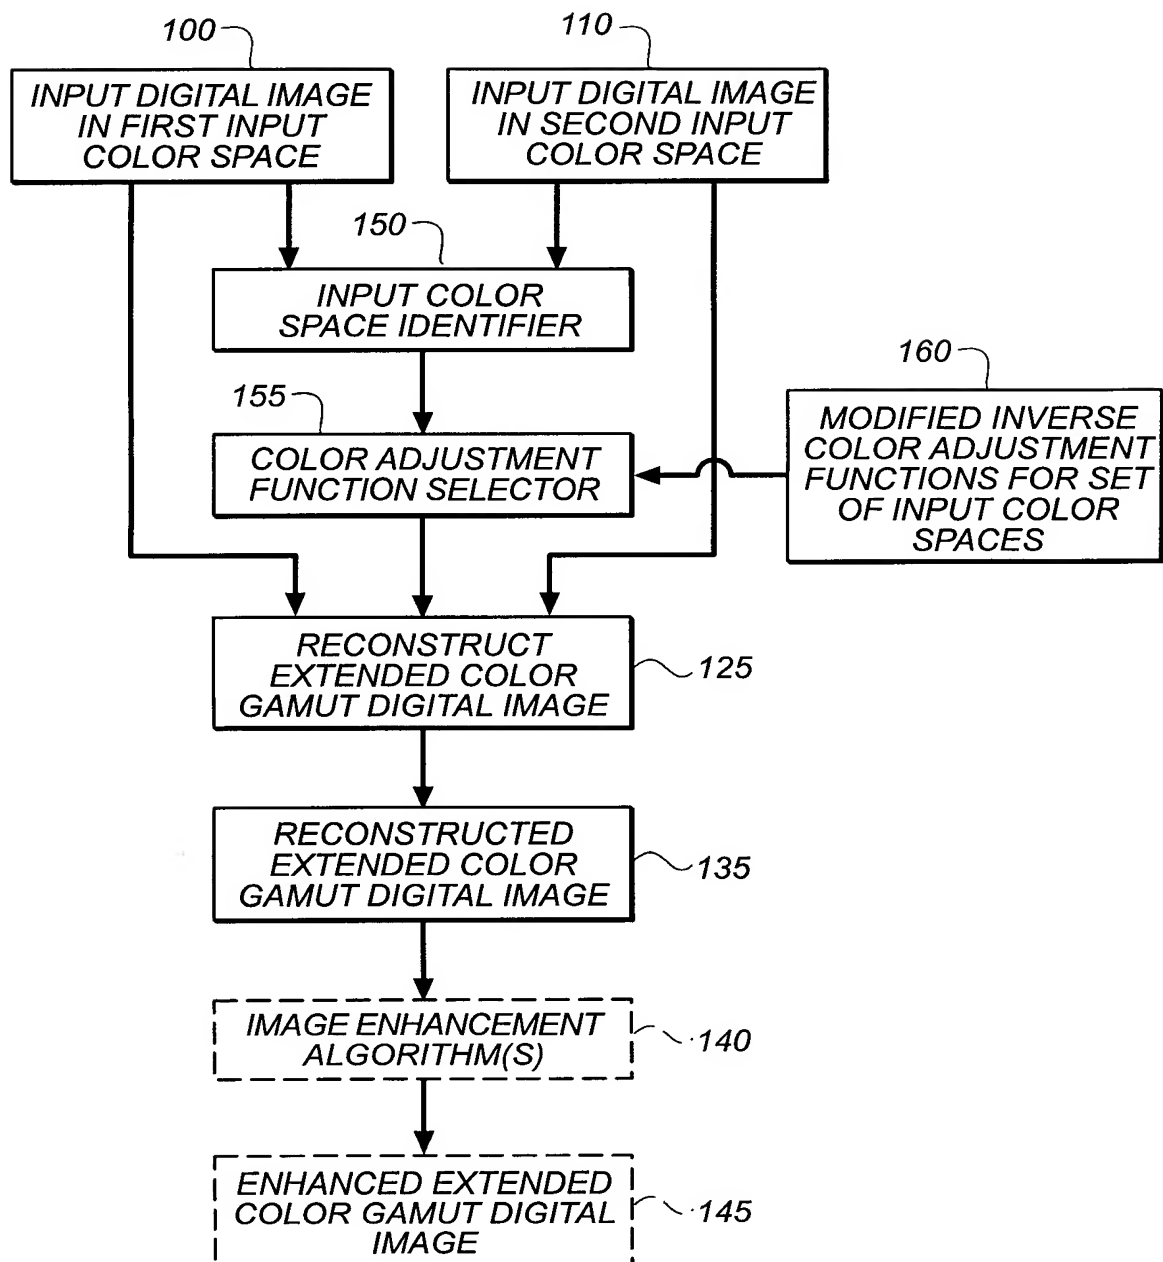 100
110
INPUT DIGITAL IMAGE
IN FIRST INPUT
COLOR SPACE
INPUT DIGITAL IMAGE
IN SECOND INPUT
COLOR SPACE
150
INPUT COLOR
SPACE IDENTIFIER
160
155
COLOR ADJUSTMENT
FUNCTION SELECTOR
MODIFIED INVERSE
COLOR ADJUSTMENT
FUNCTIONS FOR SET
OF INPUT COLOR
SPACES
RECONSTRUCT
EXTENDED COLOR
GAMUT DIGITAL IMAGE
125
RECONSTRUCTED
EXTENDED COLOR
GAMUT DIGITAL IMAGE
135
IMAGE ENHANCEMENT
ALGORITHM(S)
140
ENHANCED EXTENDED
COLOR GAMUT DIGITAL
IMAGE
145